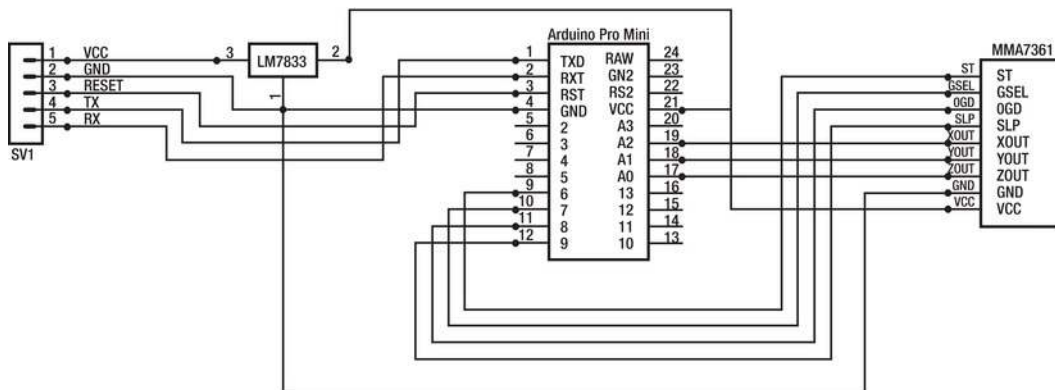 1 VCC
2 GND
3 RESET
4 TX
5 RX
SV1
3 LM7833 2
1
Arduino Pro Mini
1 TXD RAW 24
2 RXT GN2 23
3 RST RS2 22
4 GND VCC 21
5 2 A3 20
6 3 A2 19
7 4 A1 18
8 5 A0 17
9 6 13 16
10 7 12 15
11 8 11 14
12 9 10 13
MMA7361
ST ST
GSEL GSEL
OGD OGD
SLP SLP
XOUT XOUT
YOUT YOUT
ZOUT ZOUT
GND GND
VCC VCC